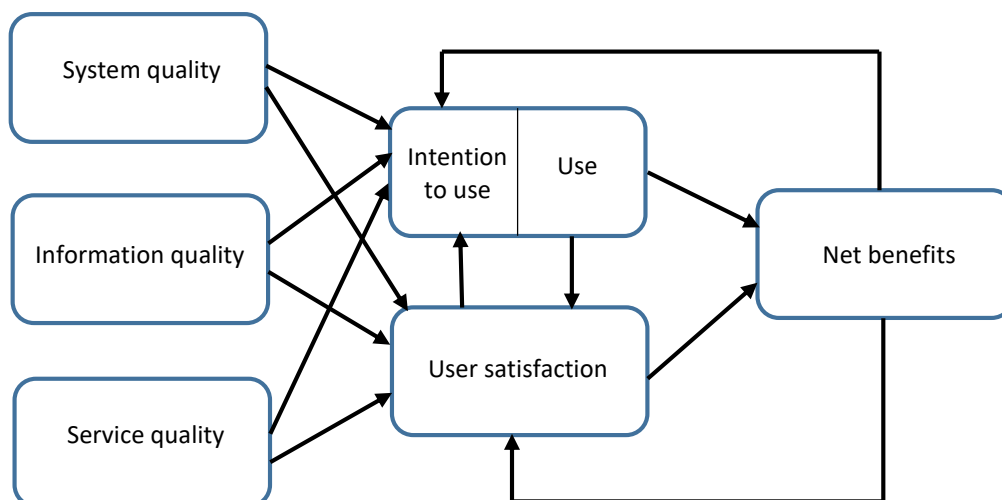 System quality
Intention
to use
Use
Information quality
Net benefits
User satisfaction
Service quality